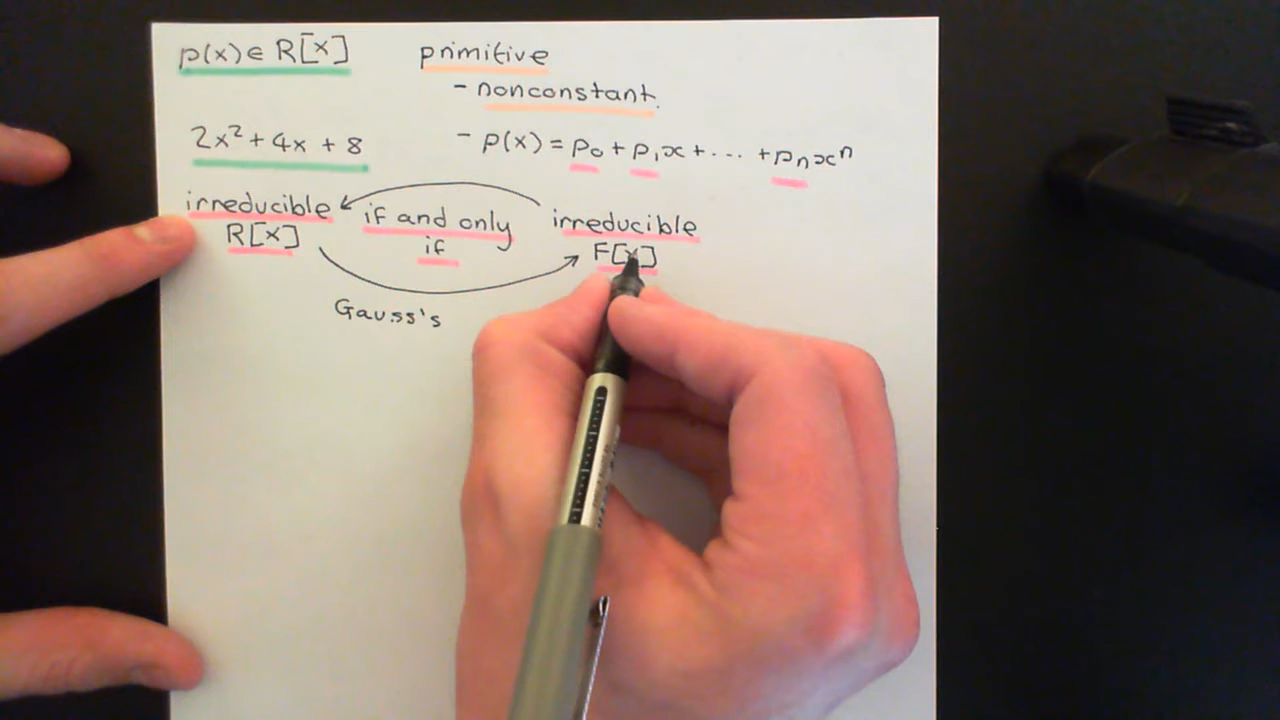 p(x) ∈ R[x]
primitive
- nonconstant.
2x² + 4x + 8
- p(x) = p₀ + p₁x + ... + pₙxⁿ
irreducible
R[x]
if and only
if
irreducible
F[x]
Gauss's